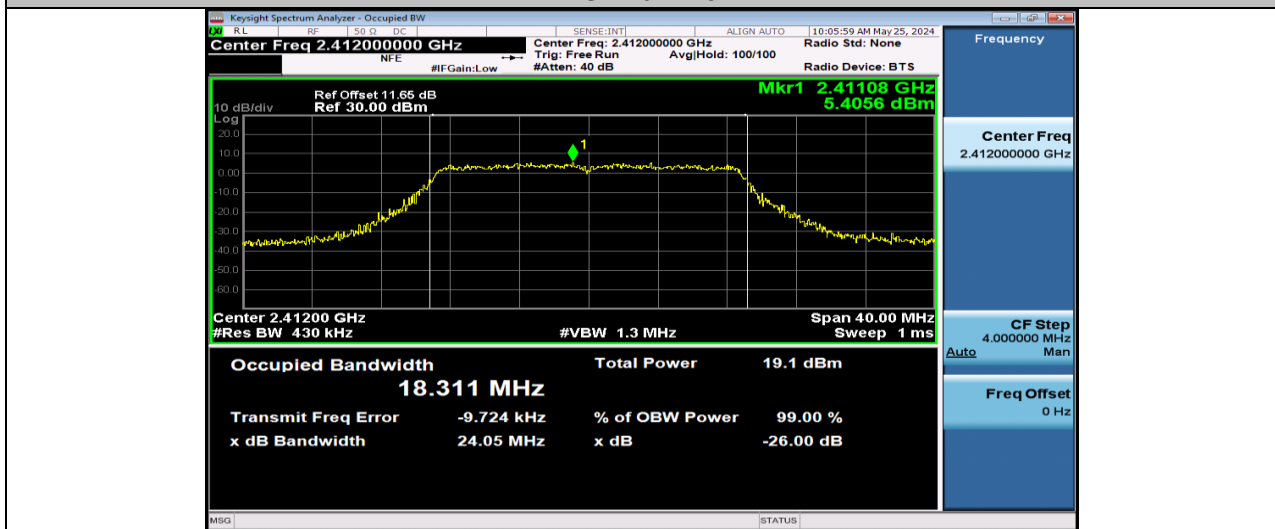 Keysight Spectrum Analyzer - Occupied BW
LXI RL RF 50 Ω DC SENSE:INT ALIGN AUTO 10:05:59 AM May 25, 2024
Center Freq 2.412000000 GHz
NFE
#IFGain:Low
Center Freq: 2.412000000 GHz
Trig: Free Run Avg|Hold: 100/100
#Atten: 40 dB
Radio Std: None
Radio Device: BTS
Frequency
Ref Offset 11.65 dB
10 dB/div Ref 30.00 dBm
Mkr1 2.41108 GHz
5.4056 dBm
Log
20.0
10.0
0.00
-10.0
-20.0
-30.0
-40.0
-50.0
-60.0
1
Center 2.41200 GHz Span 40.00 MHz
#Res BW 430 kHz #VBW 1.3 MHz Sweep 1 ms
Center Freq
2.412000000 GHz
CF Step
4.000000 MHz
Auto Man
Freq Offset
0 Hz
Occupied Bandwidth Total Power 19.1 dBm
18.311 MHz
Transmit Freq Error -9.724 kHz % of OBW Power 99.00 %
x dB Bandwidth 24.05 MHz x dB -26.00 dB
MSG STATUS